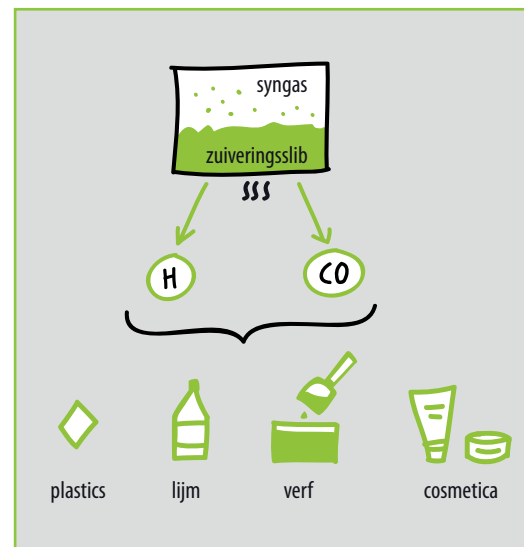 syngas
zuiveringsslib
H CO
plastics lijm verf cosmetica